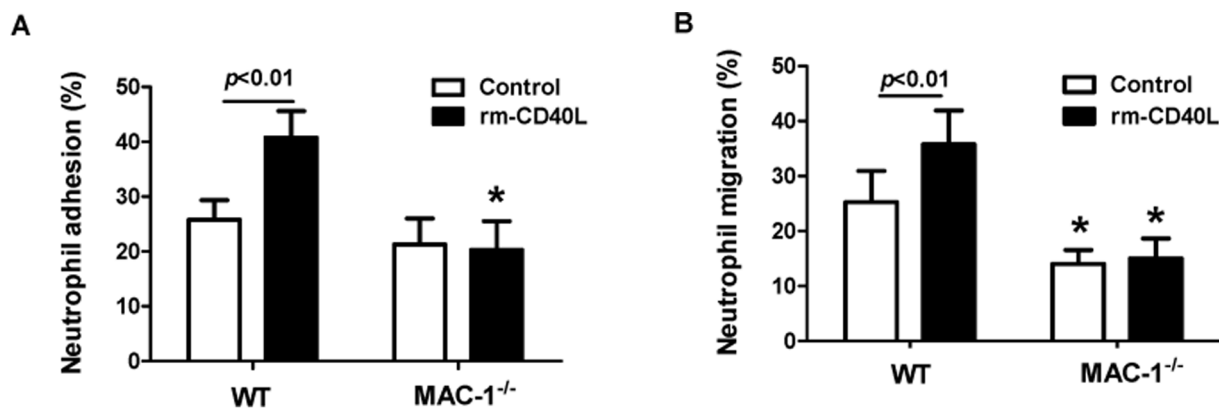 A
Neutrophil adhesion (%)
50
40
30
20
10
0
p<0.01
Control
rm-CD40L
*
WT
MAC-1⁻/⁻
B
Neutrophil migration (%)
50
40
30
20
10
0
p<0.01
Control
rm-CD40L
*
*
WT
MAC-1⁻/⁻